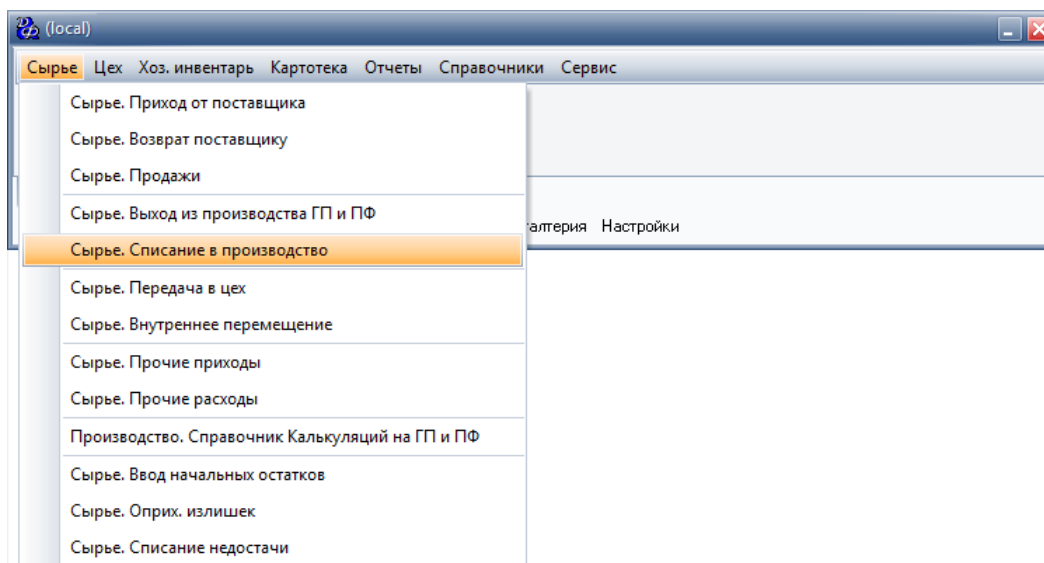 (local)
Сырье Цех Хоз. инвентарь Картотека Отчеты Справочники Сервис
Сырье. Приход от поставщика
Сырье. Возврат поставщику
Сырье. Продажи
Сырье. Выход из производства ГП и ПФ
галтерия Настройки
Сырье. Списание в производство
Сырье. Передача в цех
Сырье. Внутреннее перемещение
Сырье. Прочие приходы
Сырье. Прочие расходы
Производство. Справочник Калькуляций на ГП и ПФ
Сырье. Ввод начальных остатков
Сырье. Оприх. излишек
Сырье. Списание недостачи